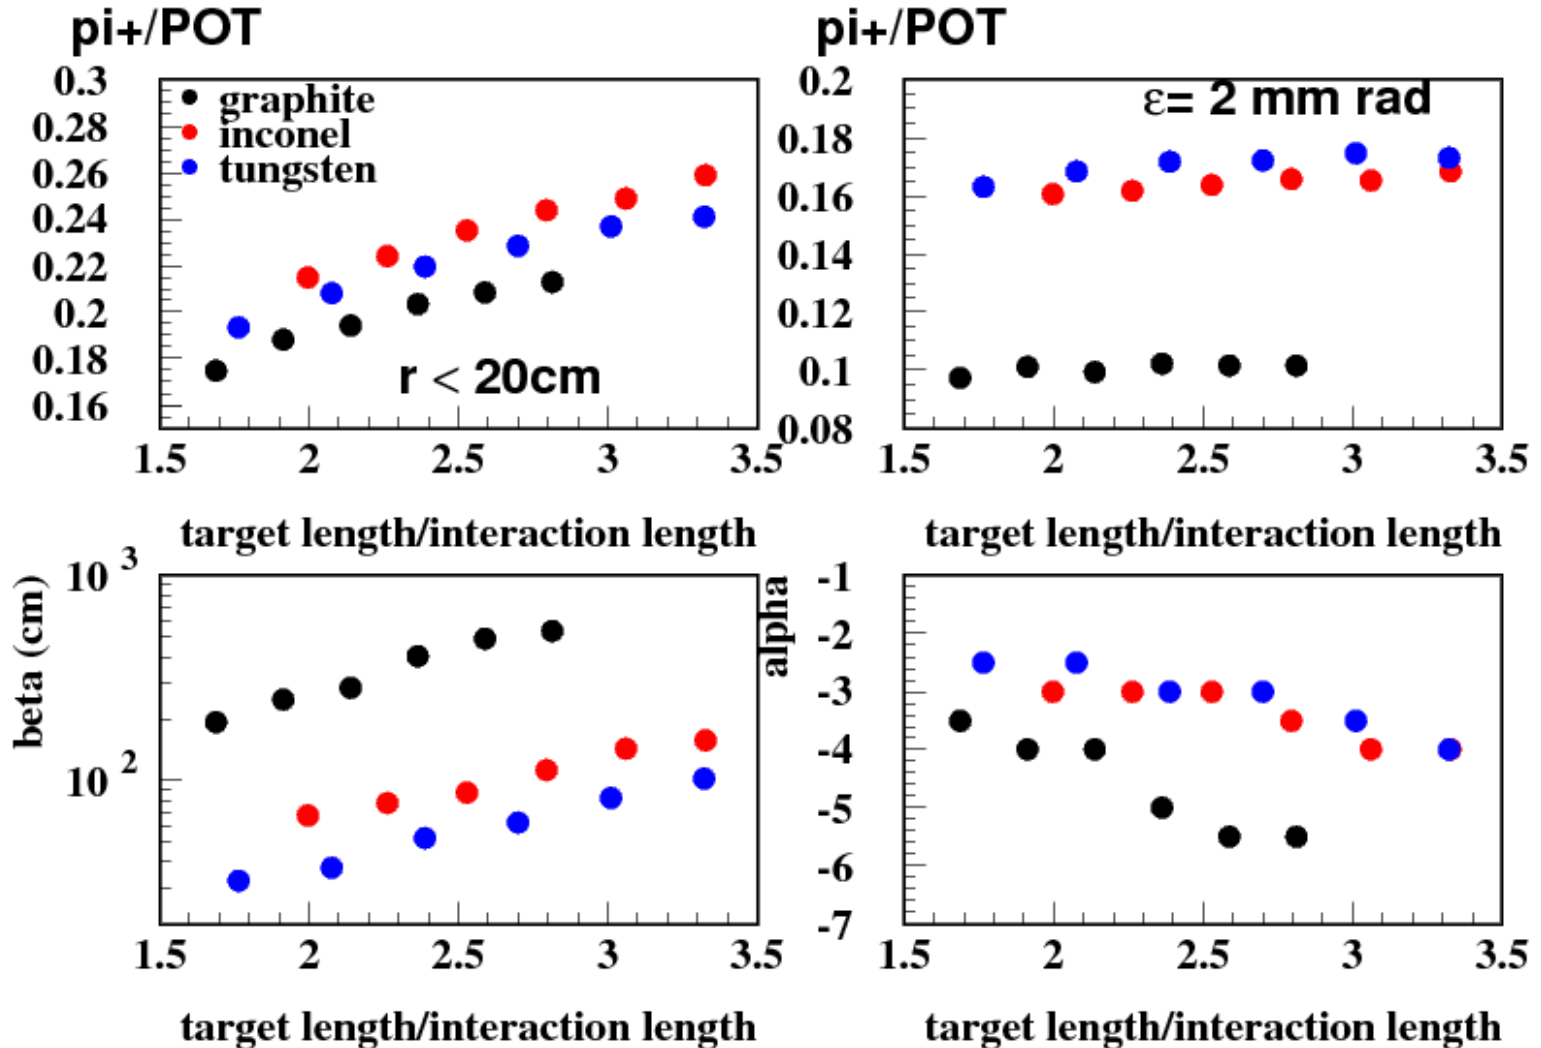 pi+/POT
0.3
0.28
0.26
0.24
0.22
0.2
0.18
0.16
graphite
inconel
tungsten
r < 20cm
1.5 2 2.5 3 3.5
target length/interaction length
pi+/POT
0.2
0.18
0.16
0.14
0.12
0.1
0.08
ε= 2 mm rad
1.5 2 2.5 3 3.5
target length/interaction length
beta (cm)
10 3
10 2
1.5 2 2.5 3 3.5
target length/interaction length
alpha
-1
-2
-3
-4
-5
-6
-7
1.5 2 2.5 3 3.5
target length/interaction length